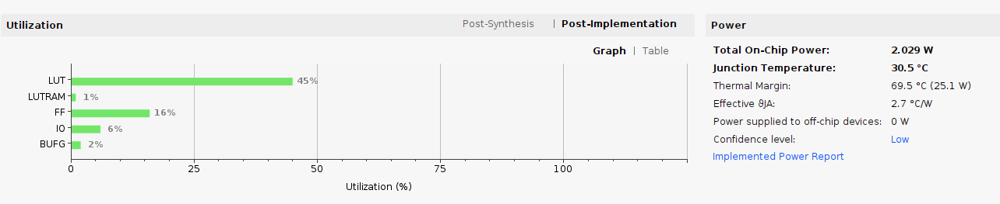 Utilization
Post-Synthesis | Post-Implementation
Graph | Table
LUT 45%
LUTRAM 1%
FF 16%
IO 6%
BUFG 2%
0 25 50 75 100
Utilization (%)
Power
Total On-Chip Power: 2.029 W
Junction Temperature: 30.5 °C
Thermal Margin: 69.5 °C (25.1 W)
Effective ϑJA: 2.7 °C/W
Power supplied to off-chip devices: 0 W
Confidence level: Low
Implemented Power Report